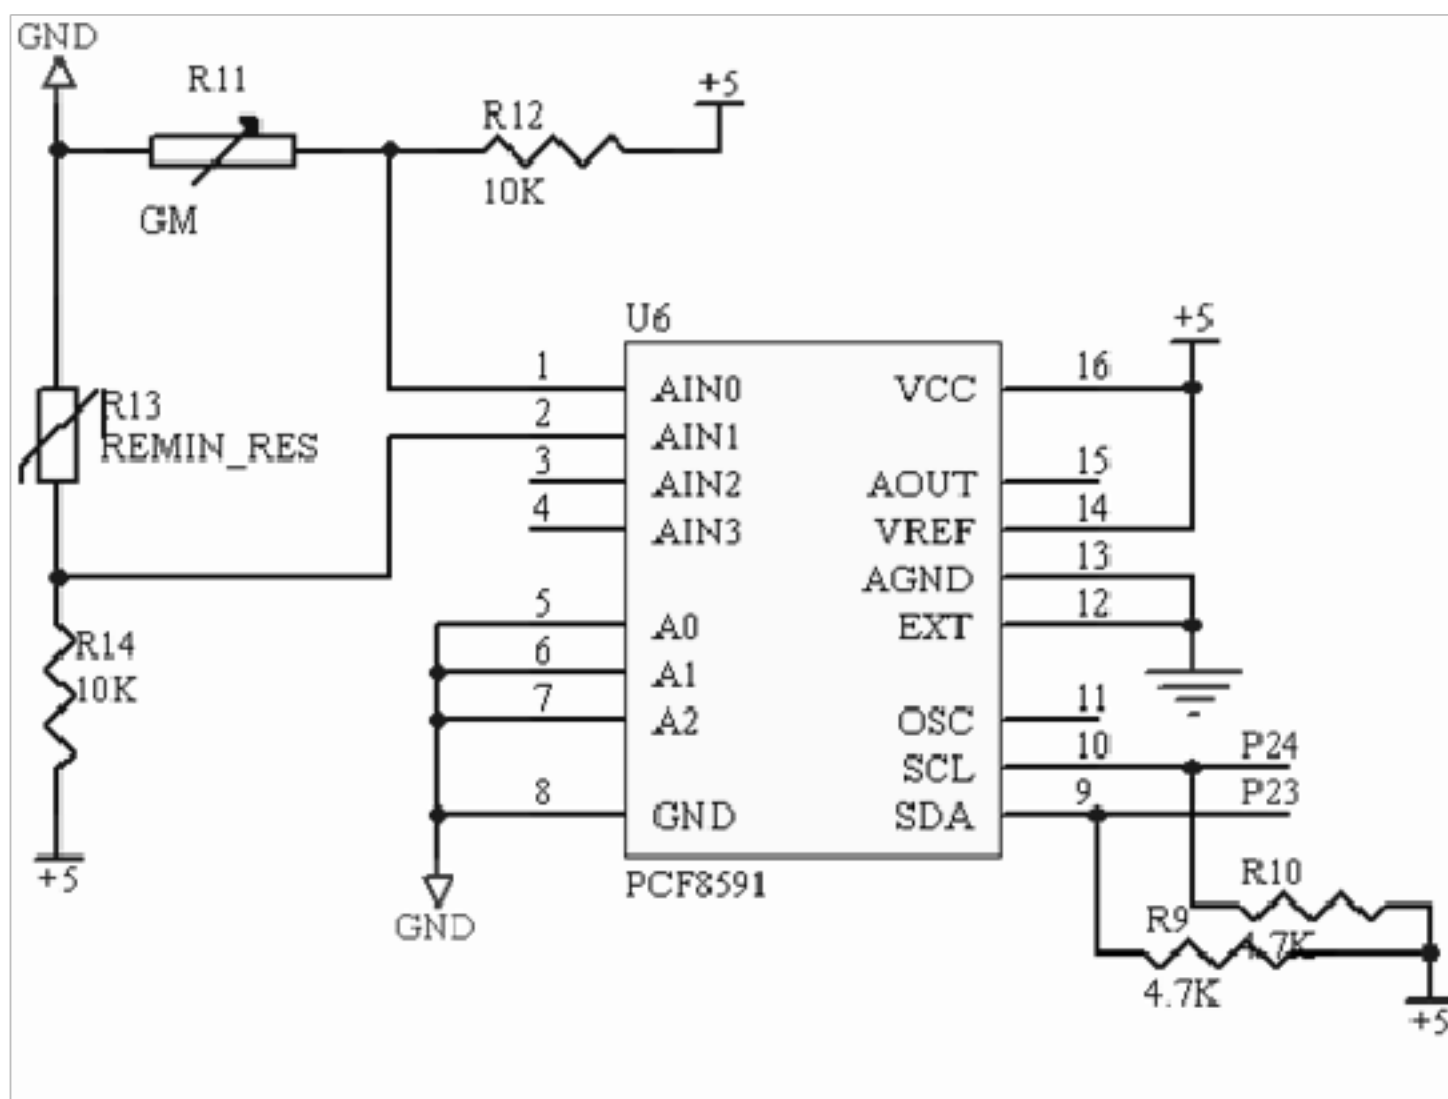 GND
R11
+5
R12
10K
GM
U6
+5
1
AIN0
VCC
16
R13
2
AIN1
REMIN_RES
3
AIN2
AOUT
15
4
AIN3
VREF
14
AGND
13
5
A0
EXT
12
R14
6
A1
10K
7
A2
OSC
11
SCL
10
P24
8
GND
SDA
9
P23
+5
PCF8591
R10
GND
R9
4.7K
4.7K
+5